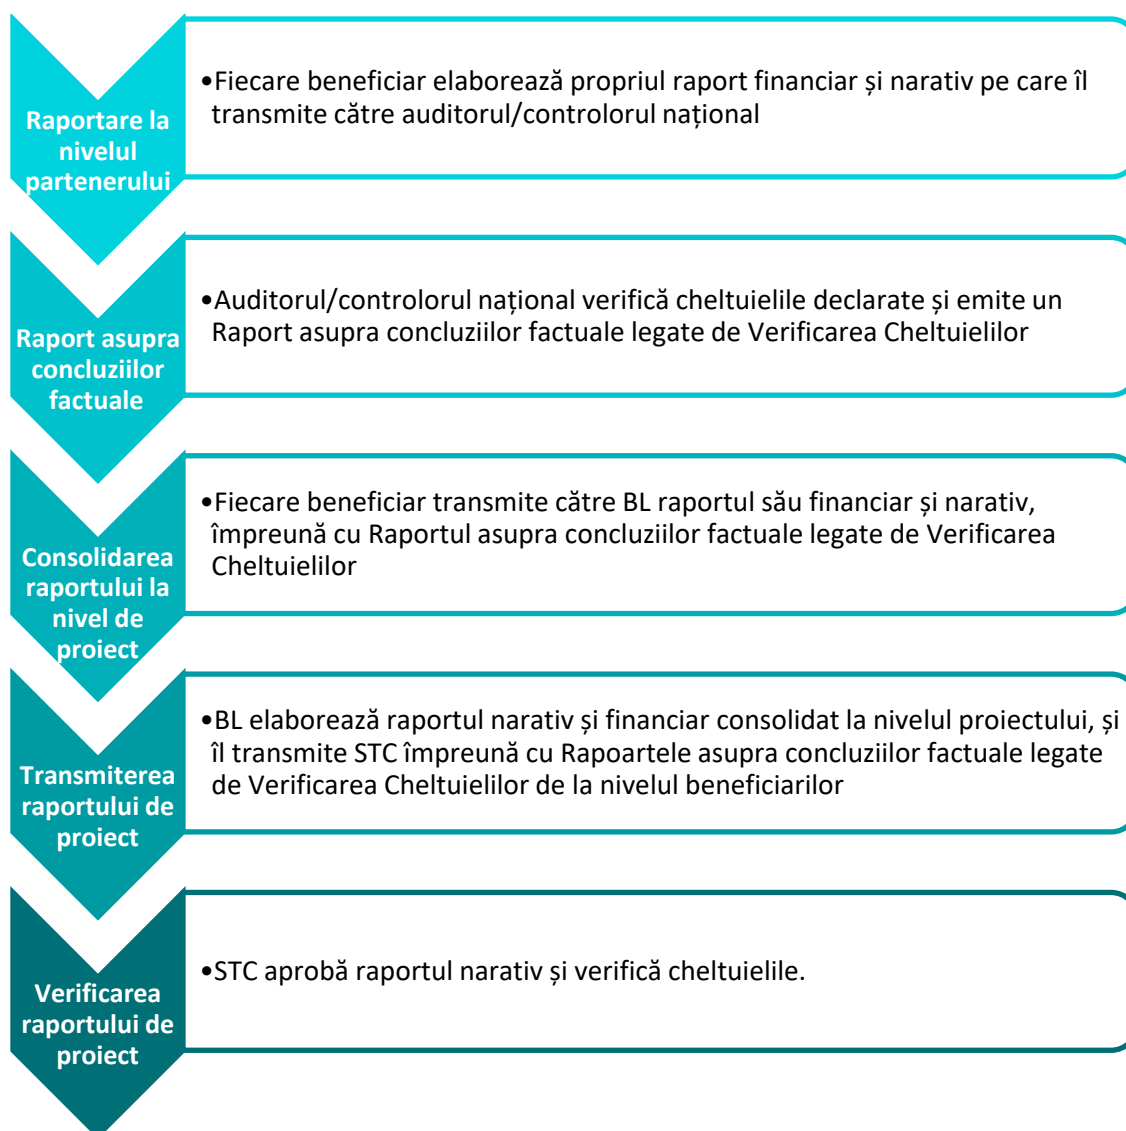 Raportare la
nivelul
partenerului
•Fiecare beneficiar elaborează propriul raport financiar și narativ pe care îl
transmite către auditorul/controlorul național
Raport asupra
concluziilor
factuale
•Auditorul/controlorul național verifică cheltuielile declarate și emite un
Raport asupra concluziilor factuale legate de Verificarea Cheltuielilor
Consolidarea
raportului la
nivel de
proiect
•Fiecare beneficiar transmite către BL raportul său financiar și narativ,
împreună cu Raportul asupra concluziilor factuale legate de Verificarea
Cheltuielilor
Transmiterea
raportului de
proiect
•BL elaborează raportul narativ și financiar consolidat la nivelul proiectului, și
îl transmite STC împreună cu Rapoartele asupra concluziilor factuale legate
de Verificarea Cheltuielilor de la nivelul beneficiarilor
Verificarea
raportului de
proiect
•STC aprobă raportul narativ și verifică cheltuielile.